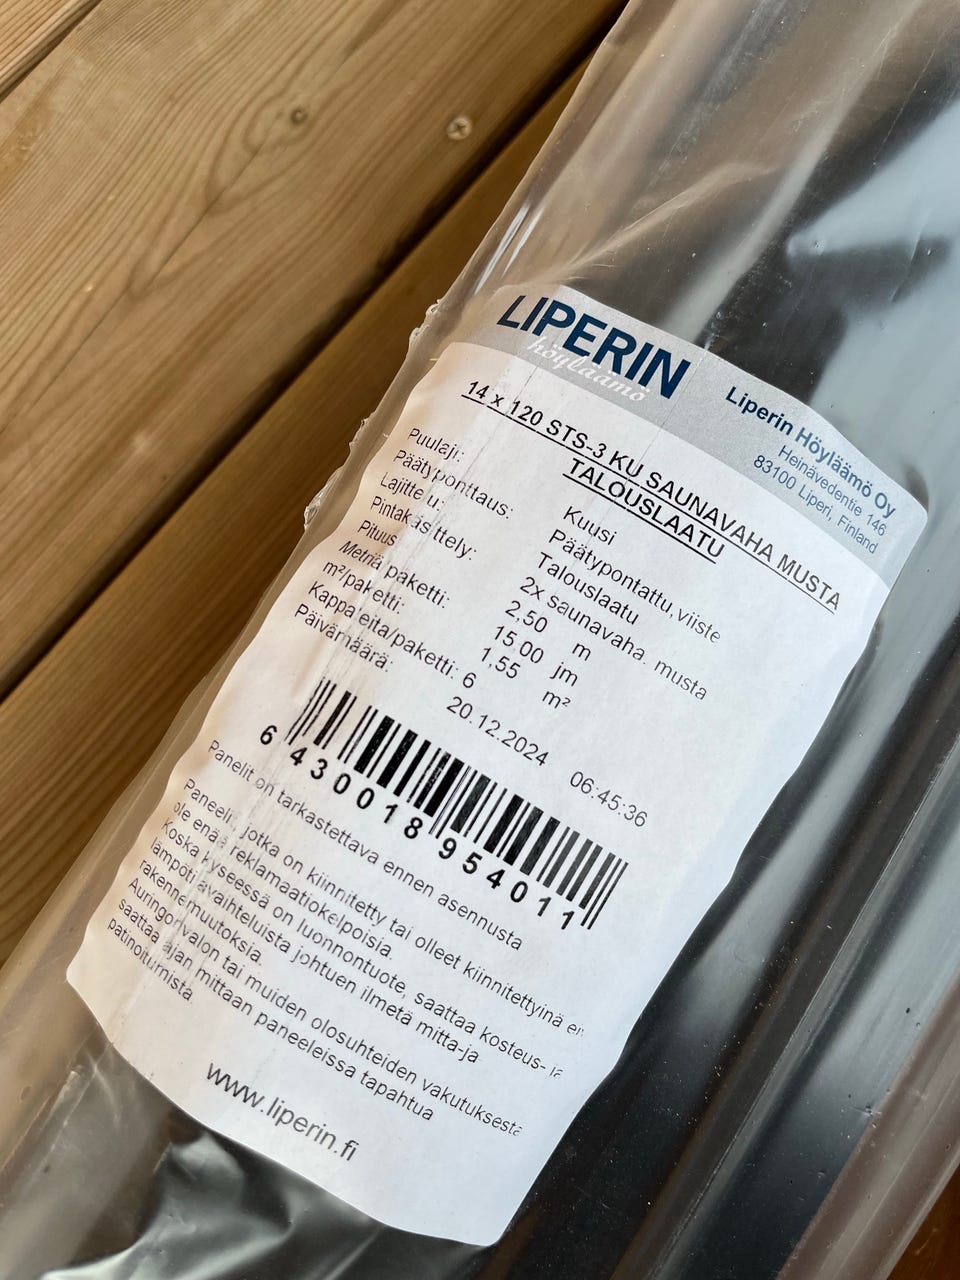 LIPERIN
höyläämö
Liperin Höyläämö Oy
Heinävedentie 146
83100 Liperi, Finland
14 x 120 STS-3 KU SAUNAVAHA MUSTA
TALOUSLAATU
Puulaji: Kuusi
Päätyponttaus: Päätypontattu, viiste
Lajittelu: Talouslaatu
Pintakäsittely: 2x saunavaha, musta
Pituus 2,50 m
Metriä paketti: 15,00 jm
m²/paketti: 1,55 m²
Kappaleita/paketti: 6
Päivämäärä: 20.12.2024 06:45:36
6 430018 954011
Panelit on tarkastettava ennen asennusta
Paneeli, jotka on kiinnitetty tai olleet kiinnitettyinä ei
ole enää reklamaatiokelpoisia.
Koska kyseessä on luonnontuote, saattaa kosteus- ja
lämpötilavaihteluista johtuen ilmetä mitta-ja
rakennemuutoksia.
Auringonvalon tai muiden olosuhteiden vakutuksesta
saattaa ajan mittaan paneeleissa tapahtua
patinoitumista
www.liperin.fi